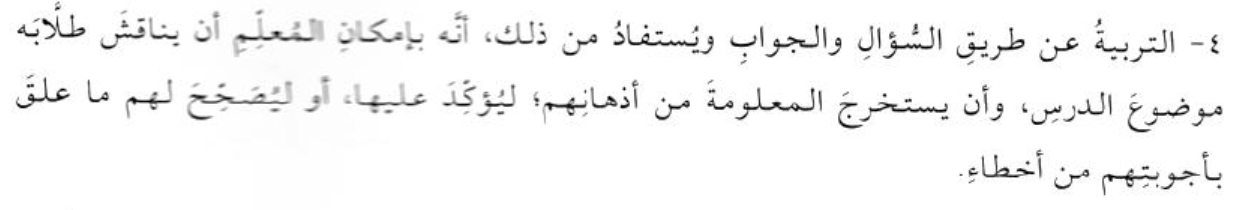 ٤- التربيةُ عن طريقِ السُّؤالِ والجوابِ ويُستفادُ من ذلك، أنَّه بإمكانِ المُعلِّمِ أن يناقشَ طلَّابَه
موضوعَ الدرسِ، وأن يستخرجَ المعلومةَ من أذهانِهم؛ ليُؤكِّدَ عليها، أو ليُصَحِّحَ لهم ما علقَ
بأجوبتِهم من أخطاءِ.